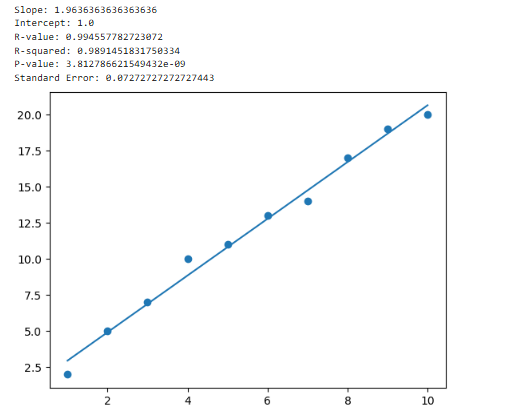 Slope: 1.9636363636363636
Intercept: 1.0
R-value: 0.994557782723072
R-squared: 0.9891451831750334
P-value: 3.812786621549432e-09
Standard Error: 0.07272727272727443
20.0
17.5
15.0
12.5
10.0
7.5
5.0
2.5
2 4 6 8 10